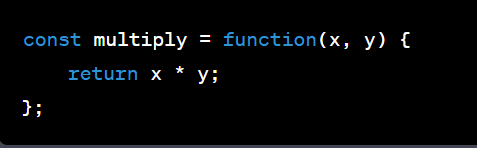 const multiply = function(x, y) {
    return x * y;
};